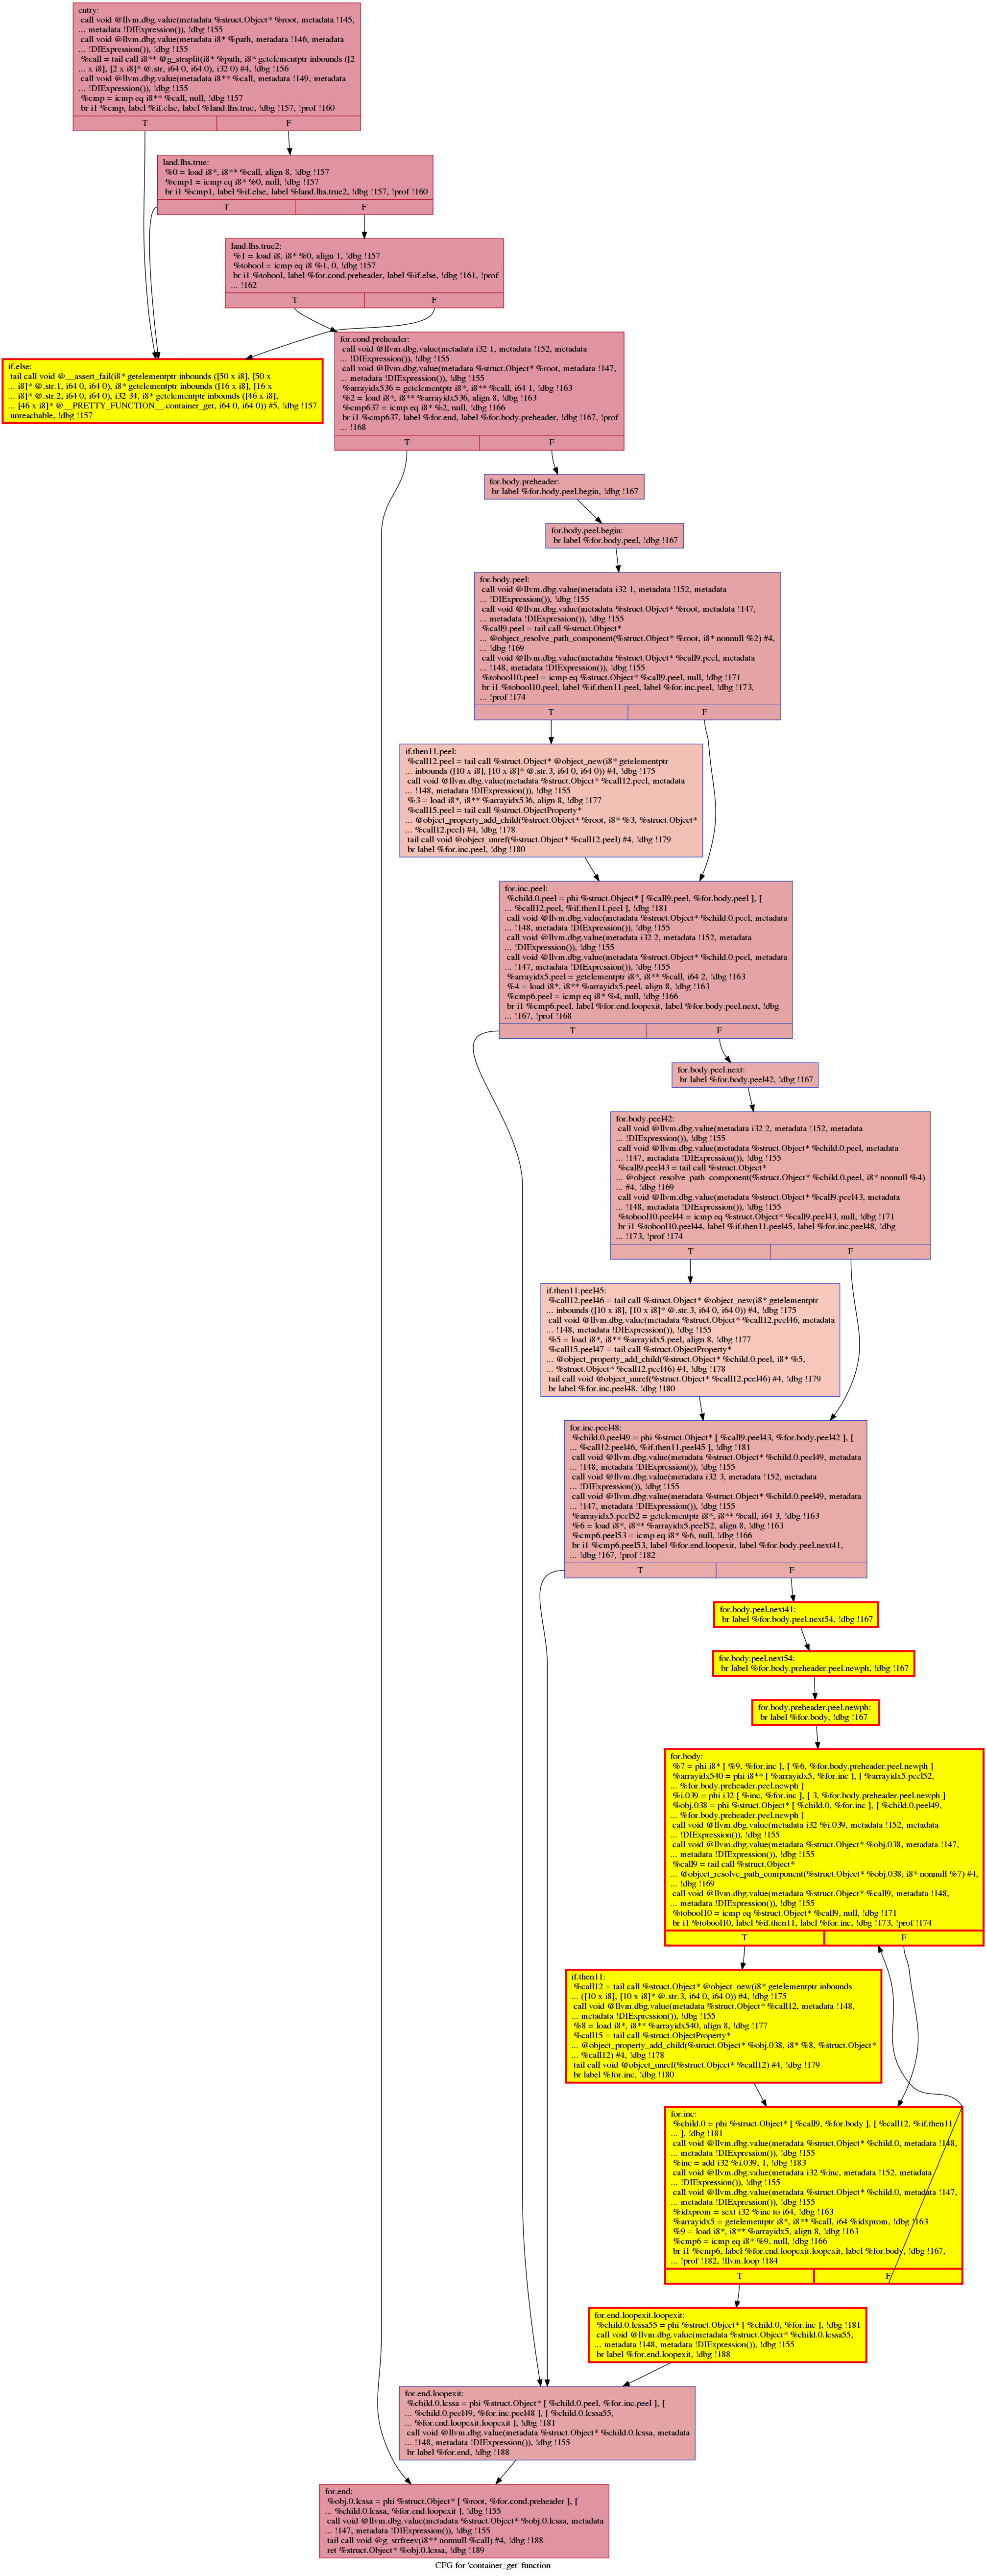 entry:
call void @llvm.dbg.value(metadata %struct.Object* %root, metadata !145,
... metadata !DIExpression()), !dbg !155
call void @llvm.dbg.value(metadata i8* %path, metadata !146, metadata
... !DIExpression()), !dbg !155
%call = tail call i8** @g_strsplit(i8* %path, i8* getelementptr inbounds ([2
... x i8], [2 x i8]* @.str, i64 0, i64 0), i32 0) #4, !dbg !156
call void @llvm.dbg.value(metadata i8** %call, metadata !149, metadata
... !DIExpression()), !dbg !155
%cmp = icmp eq i8** %call, null, !dbg !157
br i1 %cmp, label %if.else, label %land.lhs.true, !dbg !157, !prof !160
T
F
land.lhs.true:
%0 = load i8*, i8** %call, align 8, !dbg !157
%cmp1 = icmp eq i8* %0, null, !dbg !157
br i1 %cmp1, label %if.else, label %land.lhs.true2, !dbg !157, !prof !160
T
F
land.lhs.true2:
%1 = load i8, i8* %0, align 1, !dbg !157
%tobool = icmp eq i8 %1, 0, !dbg !157
br i1 %tobool, label %for.cond.preheader, label %if.else, !dbg !161, !prof
... !162
T
F
if.else:
tail call void @__assert_fail(i8* getelementptr inbounds ([50 x i8], [50 x
... i8]* @.str.1, i64 0, i64 0), i8* getelementptr inbounds ([16 x i8], [16 x
... i8]* @.str.2, i64 0, i64 0), i32 34, i8* getelementptr inbounds ([46 x i8],
... [46 x i8]* @__PRETTY_FUNCTION__.container_get, i64 0, i64 0)) #5, !dbg !157
unreachable, !dbg !157
for.cond.preheader:
call void @llvm.dbg.value(metadata i32 1, metadata !152, metadata
... !DIExpression()), !dbg !155
call void @llvm.dbg.value(metadata %struct.Object* %root, metadata !147,
... metadata !DIExpression()), !dbg !155
%arrayidx536 = getelementptr i8*, i8** %call, i64 1, !dbg !163
%2 = load i8*, i8** %arrayidx536, align 8, !dbg !163
%cmp637 = icmp eq i8* %2, null, !dbg !166
br i1 %cmp637, label %for.end, label %for.body.preheader, !dbg !167, !prof
... !168
T
F
for.body.preheader:
br label %for.body.peel.begin, !dbg !167
for.body.peel.begin:
br label %for.body.peel, !dbg !167
for.body.peel:
call void @llvm.dbg.value(metadata i32 1, metadata !152, metadata
... !DIExpression()), !dbg !155
call void @llvm.dbg.value(metadata %struct.Object* %root, metadata !147,
... metadata !DIExpression()), !dbg !155
%call9.peel = tail call %struct.Object*
... @object_resolve_path_component(%struct.Object* %root, i8* nonnull %2) #4,
... !dbg !169
call void @llvm.dbg.value(metadata %struct.Object* %call9.peel, metadata
... !148, metadata !DIExpression()), !dbg !155
%tobool10.peel = icmp eq %struct.Object* %call9.peel, null, !dbg !171
br i1 %tobool10.peel, label %if.then11.peel, label %for.inc.peel, !dbg !173,
... !prof !174
T
F
if.then11.peel:
%call12.peel = tail call %struct.Object* @object_new(i8* getelementptr
... inbounds ([10 x i8], [10 x i8]* @.str.3, i64 0, i64 0)) #4, !dbg !175
call void @llvm.dbg.value(metadata %struct.Object* %call12.peel, metadata
... !148, metadata !DIExpression()), !dbg !155
%3 = load i8*, i8** %arrayidx536, align 8, !dbg !177
%call15.peel = tail call %struct.ObjectProperty*
... @object_property_add_child(%struct.Object* %root, i8* %3, %struct.Object*
... %call12.peel) #4, !dbg !178
tail call void @object_unref(%struct.Object* %call12.peel) #4, !dbg !179
br label %for.inc.peel, !dbg !180
for.inc.peel:
%child.0.peel = phi %struct.Object* [ %call9.peel, %for.body.peel ], [
... %call12.peel, %if.then11.peel ], !dbg !181
call void @llvm.dbg.value(metadata %struct.Object* %child.0.peel, metadata
... !148, metadata !DIExpression()), !dbg !155
call void @llvm.dbg.value(metadata i32 2, metadata !152, metadata
... !DIExpression()), !dbg !155
call void @llvm.dbg.value(metadata %struct.Object* %child.0.peel, metadata
... !147, metadata !DIExpression()), !dbg !155
%arrayidx5.peel = getelementptr i8*, i8** %call, i64 2, !dbg !163
%4 = load i8*, i8** %arrayidx5.peel, align 8, !dbg !163
%cmp6.peel = icmp eq i8* %4, null, !dbg !166
br i1 %cmp6.peel, label %for.end.loopexit, label %for.body.peel.next, !dbg
... !167, !prof !168
T
F
for.body.peel.next:
br label %for.body.peel42, !dbg !167
for.body.peel42:
call void @llvm.dbg.value(metadata i32 2, metadata !152, metadata
... !DIExpression()), !dbg !155
call void @llvm.dbg.value(metadata %struct.Object* %child.0.peel, metadata
... !147, metadata !DIExpression()), !dbg !155
%call9.peel43 = tail call %struct.Object*
... @object_resolve_path_component(%struct.Object* %child.0.peel, i8* nonnull %4)
... #4, !dbg !169
call void @llvm.dbg.value(metadata %struct.Object* %call9.peel43, metadata
... !148, metadata !DIExpression()), !dbg !155
%tobool10.peel44 = icmp eq %struct.Object* %call9.peel43, null, !dbg !171
br i1 %tobool10.peel44, label %if.then11.peel45, label %for.inc.peel48, !dbg
... !173, !prof !174
T
F
if.then11.peel45:
%call12.peel46 = tail call %struct.Object* @object_new(i8* getelementptr
... inbounds ([10 x i8], [10 x i8]* @.str.3, i64 0, i64 0)) #4, !dbg !175
call void @llvm.dbg.value(metadata %struct.Object* %call12.peel46, metadata
... !148, metadata !DIExpression()), !dbg !155
%5 = load i8*, i8** %arrayidx5.peel, align 8, !dbg !177
%call15.peel47 = tail call %struct.ObjectProperty*
... @object_property_add_child(%struct.Object* %child.0.peel, i8* %5,
... %struct.Object* %call12.peel46) #4, !dbg !178
tail call void @object_unref(%struct.Object* %call12.peel46) #4, !dbg !179
br label %for.inc.peel48, !dbg !180
for.inc.peel48:
%child.0.peel49 = phi %struct.Object* [ %call9.peel43, %for.body.peel42 ], [
... %call12.peel46, %if.then11.peel45 ], !dbg !181
call void @llvm.dbg.value(metadata %struct.Object* %child.0.peel49, metadata
... !148, metadata !DIExpression()), !dbg !155
call void @llvm.dbg.value(metadata i32 3, metadata !152, metadata
... !DIExpression()), !dbg !155
call void @llvm.dbg.value(metadata %struct.Object* %child.0.peel49, metadata
... !147, metadata !DIExpression()), !dbg !155
%arrayidx5.peel52 = getelementptr i8*, i8** %call, i64 3, !dbg !163
%6 = load i8*, i8** %arrayidx5.peel52, align 8, !dbg !163
%cmp6.peel53 = icmp eq i8* %6, null, !dbg !166
br i1 %cmp6.peel53, label %for.end.loopexit, label %for.body.peel.next41,
... !dbg !167, !prof !182
T
F
for.body.peel.next41:
br label %for.body.peel.next54, !dbg !167
for.body.peel.next54:
br label %for.body.preheader.peel.newph, !dbg !167
for.body.preheader.peel.newph:
br label %for.body, !dbg !167
for.body:
%7 = phi i8* [ %9, %for.inc ], [ %6, %for.body.preheader.peel.newph ]
%arrayidx540 = phi i8** [ %arrayidx5, %for.inc ], [ %arrayidx5.peel52,
... %for.body.preheader.peel.newph ]
%i.039 = phi i32 [ %inc, %for.inc ], [ 3, %for.body.preheader.peel.newph ]
%obj.038 = phi %struct.Object* [ %child.0, %for.inc ], [ %child.0.peel49,
... %for.body.preheader.peel.newph ]
call void @llvm.dbg.value(metadata i32 %i.039, metadata !152, metadata
... !DIExpression()), !dbg !155
call void @llvm.dbg.value(metadata %struct.Object* %obj.038, metadata !147,
... metadata !DIExpression()), !dbg !155
%call9 = tail call %struct.Object*
... @object_resolve_path_component(%struct.Object* %obj.038, i8* nonnull %7) #4,
... !dbg !169
call void @llvm.dbg.value(metadata %struct.Object* %call9, metadata !148,
... metadata !DIExpression()), !dbg !155
%tobool10 = icmp eq %struct.Object* %call9, null, !dbg !171
br i1 %tobool10, label %if.then11, label %for.inc, !dbg !173, !prof !174
T
F
if.then11:
%call12 = tail call %struct.Object* @object_new(i8* getelementptr inbounds
... ([10 x i8], [10 x i8]* @.str.3, i64 0, i64 0)) #4, !dbg !175
call void @llvm.dbg.value(metadata %struct.Object* %call12, metadata !148,
... metadata !DIExpression()), !dbg !155
%8 = load i8*, i8** %arrayidx540, align 8, !dbg !177
%call15 = tail call %struct.ObjectProperty*
... @object_property_add_child(%struct.Object* %obj.038, i8* %8, %struct.Object*
... %call12) #4, !dbg !178
tail call void @object_unref(%struct.Object* %call12) #4, !dbg !179
br label %for.inc, !dbg !180
for.inc:
%child.0 = phi %struct.Object* [ %call9, %for.body ], [ %call12, %if.then11
... ], !dbg !181
call void @llvm.dbg.value(metadata %struct.Object* %child.0, metadata !148,
... metadata !DIExpression()), !dbg !155
%inc = add i32 %i.039, 1, !dbg !183
call void @llvm.dbg.value(metadata i32 %inc, metadata !152, metadata
... !DIExpression()), !dbg !155
call void @llvm.dbg.value(metadata %struct.Object* %child.0, metadata !147,
... metadata !DIExpression()), !dbg !155
%idxprom = sext i32 %inc to i64, !dbg !163
%arrayidx5 = getelementptr i8*, i8** %call, i64 %idxprom, !dbg !163
%9 = load i8*, i8** %arrayidx5, align 8, !dbg !163
%cmp6 = icmp eq i8* %9, null, !dbg !166
br i1 %cmp6, label %for.end.loopexit.loopexit, label %for.body, !dbg !167,
... !prof !182, !llvm.loop !184
T
F
for.end.loopexit.loopexit:
%child.0.lcssa55 = phi %struct.Object* [ %child.0, %for.inc ], !dbg !181
call void @llvm.dbg.value(metadata %struct.Object* %child.0.lcssa55,
... metadata !148, metadata !DIExpression()), !dbg !155
br label %for.end.loopexit, !dbg !188
for.end.loopexit:
%child.0.lcssa = phi %struct.Object* [ %child.0.peel, %for.inc.peel ], [
... %child.0.peel49, %for.inc.peel48 ], [ %child.0.lcssa55,
... %for.end.loopexit.loopexit ], !dbg !181
call void @llvm.dbg.value(metadata %struct.Object* %child.0.lcssa, metadata
... !148, metadata !DIExpression()), !dbg !155
br label %for.end, !dbg !188
for.end:
%obj.0.lcssa = phi %struct.Object* [ %root, %for.cond.preheader ], [
... %child.0.lcssa, %for.end.loopexit ], !dbg !155
call void @llvm.dbg.value(metadata %struct.Object* %obj.0.lcssa, metadata
... !147, metadata !DIExpression()), !dbg !155
tail call void @g_strfreev(i8** nonnull %call) #4, !dbg !188
ret %struct.Object* %obj.0.lcssa, !dbg !189
CFG for 'container_get' function